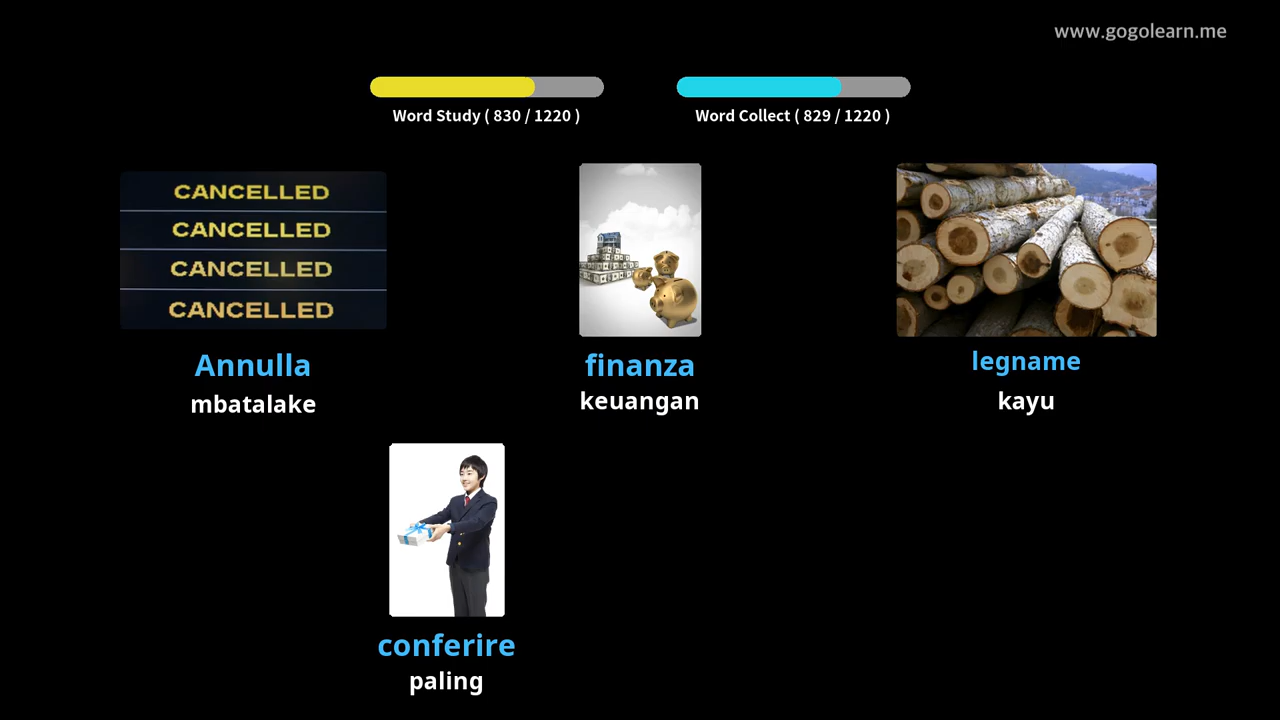 www.gogolearn.me
Word Study ( 830 / 1220 )
Word Collect ( 829 / 1220 )
CANCELLED
CANCELLED
CANCELLED
CANCELLED
Annulla
mbatalake
finanza
keuangan
legname
kayu
conferire
paling